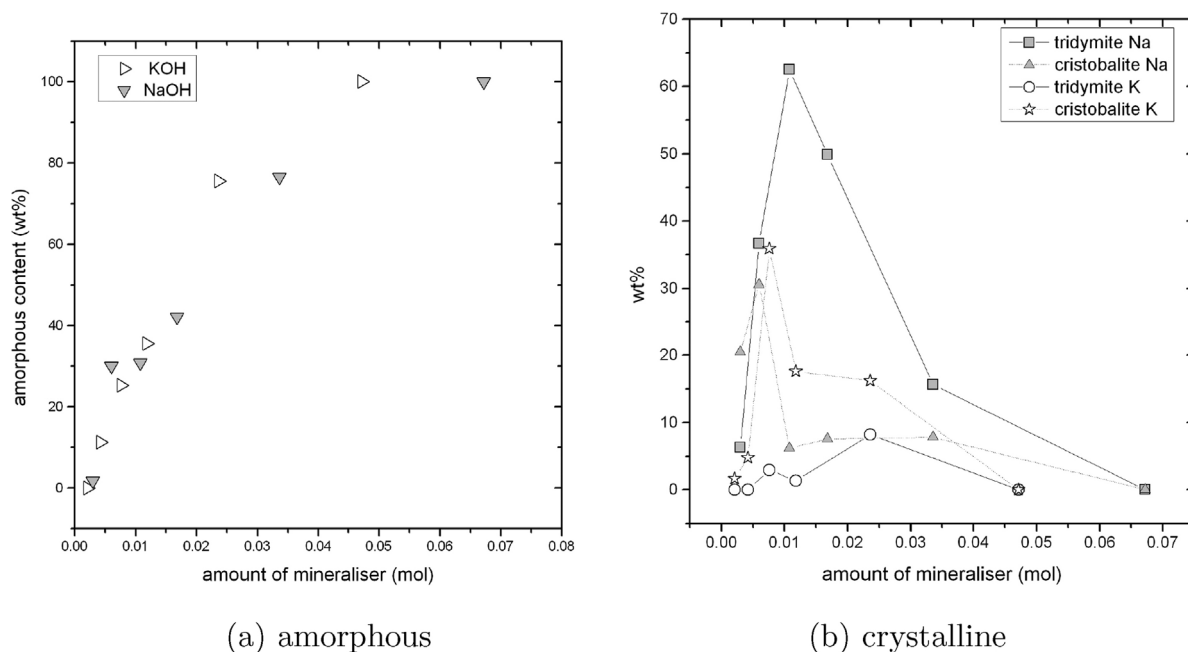 110
100
80
60
40
20
0
amorphous content (wt%)
KOH
NaOH
0.00 0.01 0.02 0.03 0.04 0.05 0.06 0.07 0.08
amount of mineraliser (mol)
(a) amorphous
70
60
50
40
30
20
10
0
wt%
tridymite Na
cristobalite Na
tridymite K
cristobalite K
0.00 0.01 0.02 0.03 0.04 0.05 0.06 0.07
amount of mineraliser (mol)
(b) crystalline